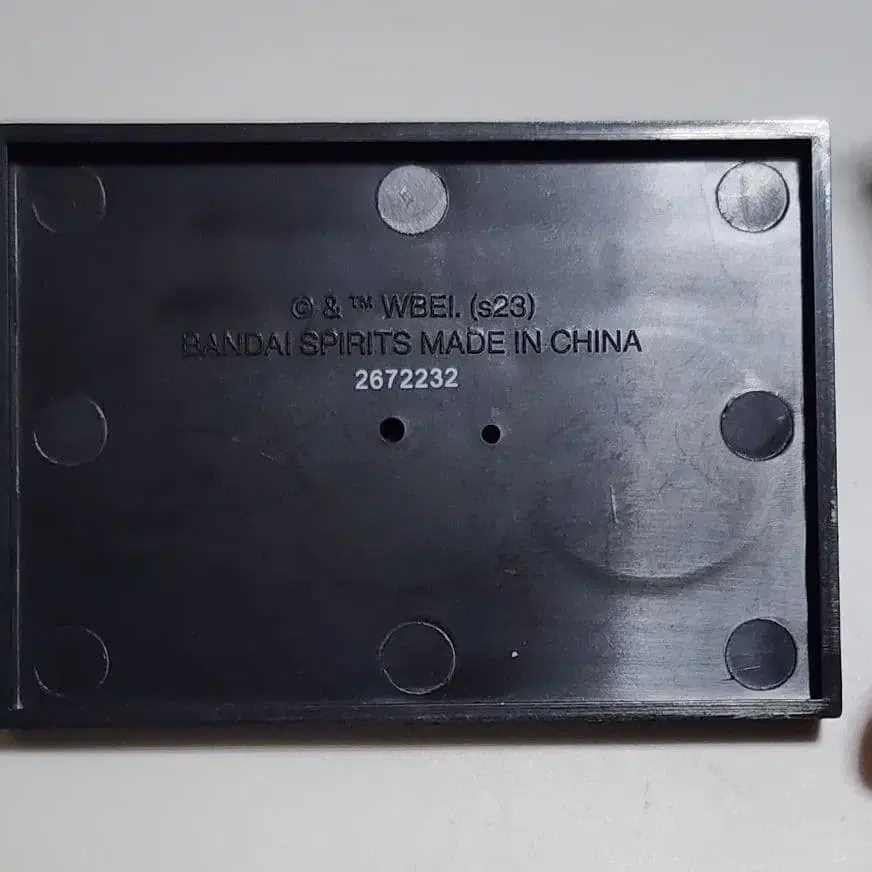 © & ™ WBEI. (s23)
BANDAI SPIRITS MADE IN CHINA
2672232